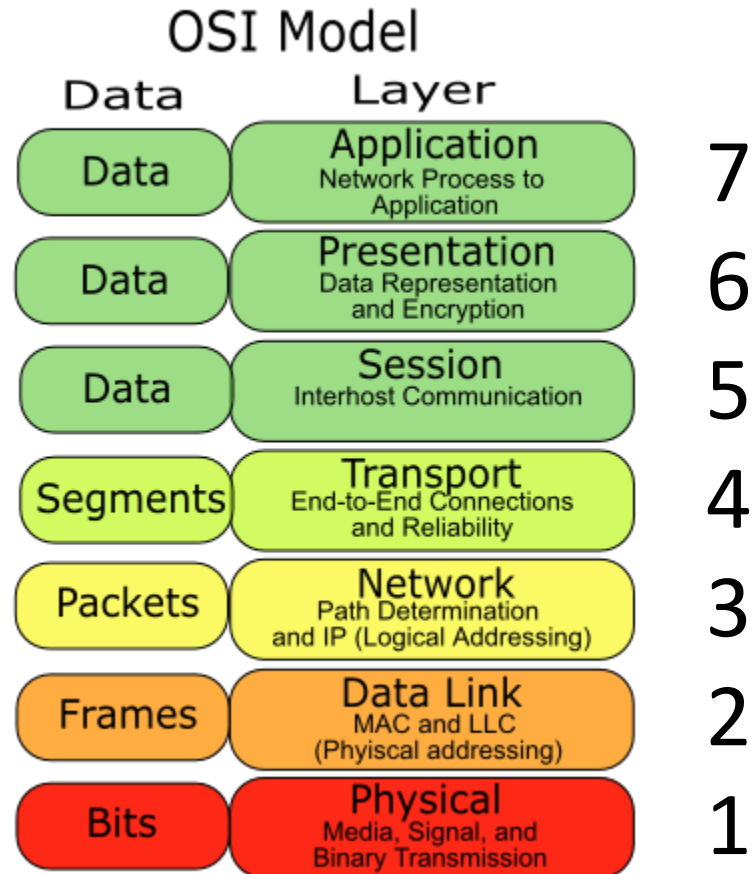 OSI Model
Data Layer
Data
Application
Network Process to
Application
7
Data
Presentation
Data Representation
and Encryption
6
Data
Session
Interhost Communication
5
Segments
Transport
End-to-End Connections
and Reliability
4
Packets
Network
Path Determination
and IP (Logical Addressing)
3
Frames
Data Link
MAC and LLC
(Phyiscal addressing)
2
Bits
Physical
Media, Signal, and
Binary Transmission
1